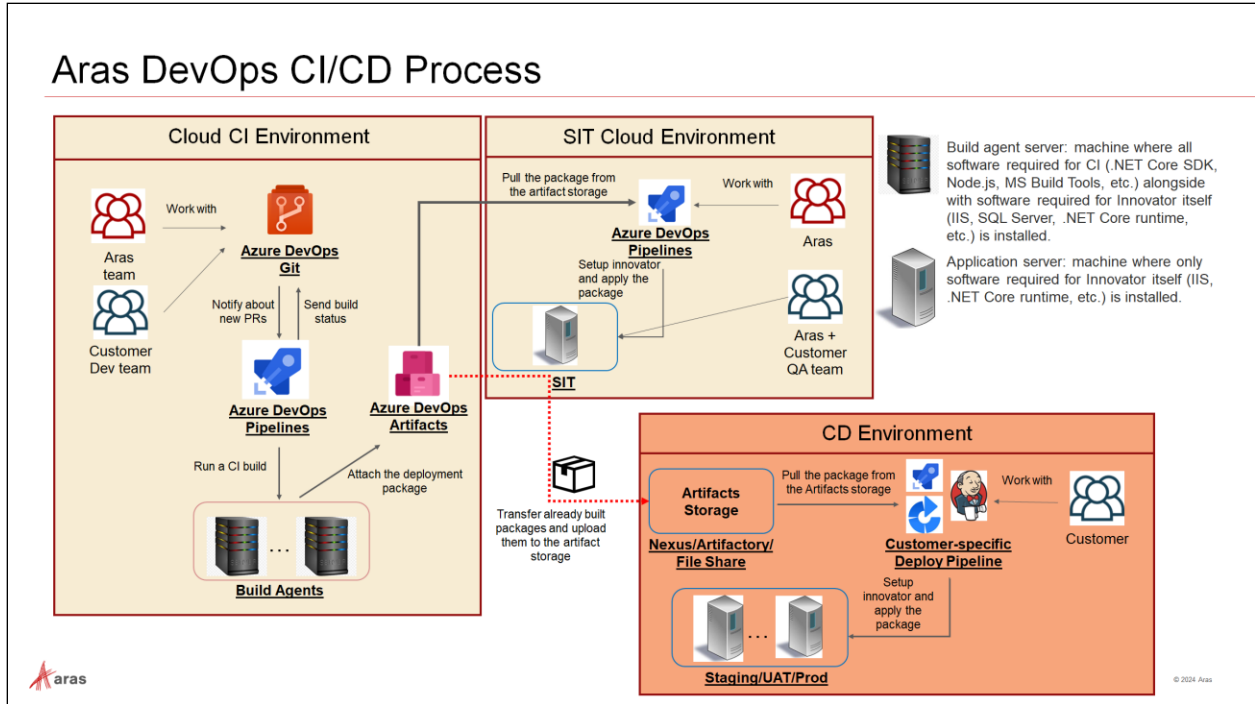 Aras DevOps CI/CD Process
Cloud CI Environment
Aras
team
Work with
Azure DevOps
Git
Customer
Dev team
Notify about
new PRs
Send build
status
Azure DevOps
Pipelines
Azure DevOps
Artifacts
Run a CI build
Attach the deployment
package
...
Build Agents
SIT Cloud Environment
Pull the package from
the artifact storage
Work with
Azure DevOps
Pipelines
Aras
Setup innovator
and apply the
package
SIT
Aras +
Customer
QA team
Build agent server: machine where all
software required for CI (.NET Core SDK,
Node.js, MS Build Tools, etc.) alongside
with software required for Innovator itself
(IIS, SQL Server, .NET Core runtime,
etc.) is installed.
Application server: machine where only
software required for Innovator itself (IIS,
.NET Core runtime, etc.) is installed.
Transfer already built
packages and upload
them to the artifact
storage
CD Environment
Artifacts
Storage
Nexus/Artifactory/
File Share
Pull the package from
the Artifacts storage
Work with
Customer-specific
Deploy Pipeline
Customer
Setup
innovator and
apply the
package
...
Staging/UAT/Prod
aras
© 2024 Aras